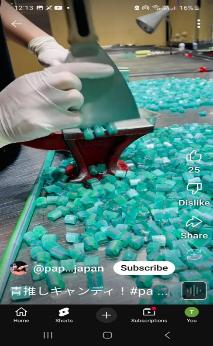 12:13
16%
25
Dislike
Share
@pap...japan
Subscribe
青推しキャンディ！#pa ...
Home
Shorts
Subscriptions
You